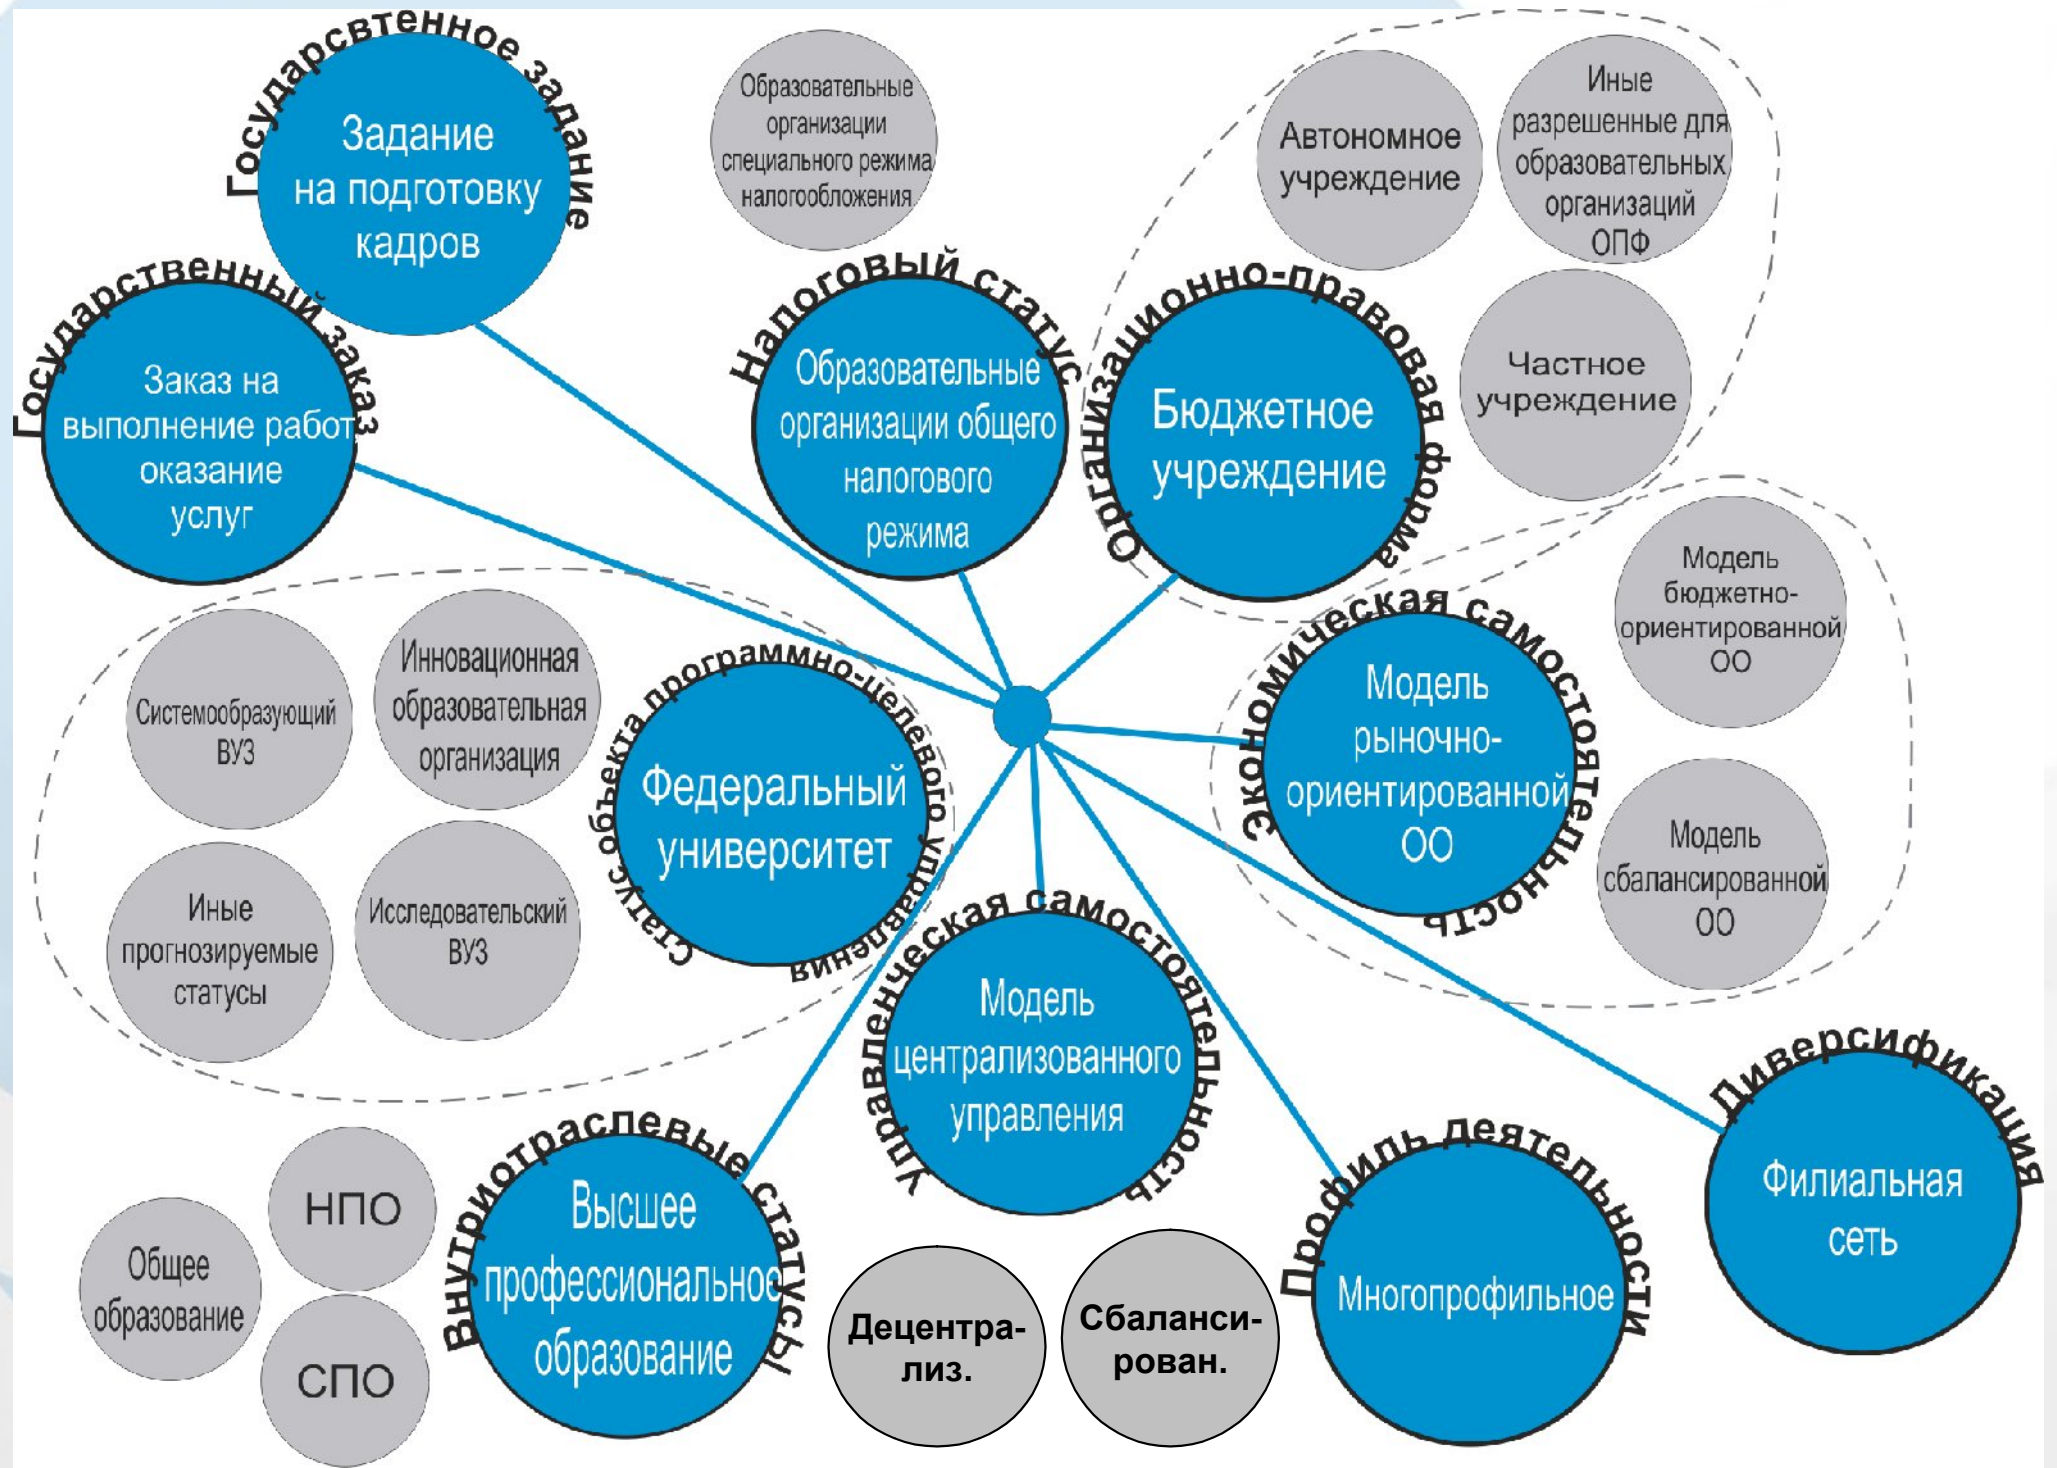 Государсвтенное задание
Задание
на подготовку
кадров
Государственный заказ
Заказ на
выполнение работ
оказание
услуг
Образовательные
организации
специального режима
налогообложения
Налоговый статус
Образовательные
организации общего
налогового
режима
Организационно-правовая форма
Бюджетное
учреждение
Автономное
учреждение
Иные
разрешенные для
образовательных
организаций
ОПФ
Частное
учреждение
Экономическая самостоятельность
Модель
рыночно-
ориентированной
ОО
Модель
бюджетно-
ориентированной
ОО
Модель
сбалансированной
ОО
Статус объекта программно-целевого управления
Федеральный
университет
Системообразующий
ВУЗ
Инновационная
образовательная
организация
Иные
прогнозируемые
статусы
Исследовательский
ВУЗ
Управленческая самостоятельность
Модель
централизованного
управления
Децентра-
лиз.
Сбаланси-
рован.
Внутриотраслевые статусы
Высшее
профессиональное
образование
НПО
Общее
образование
СПО
Профиль деятельности
Многопрофильное
Диверсификация
Филиальная
сеть